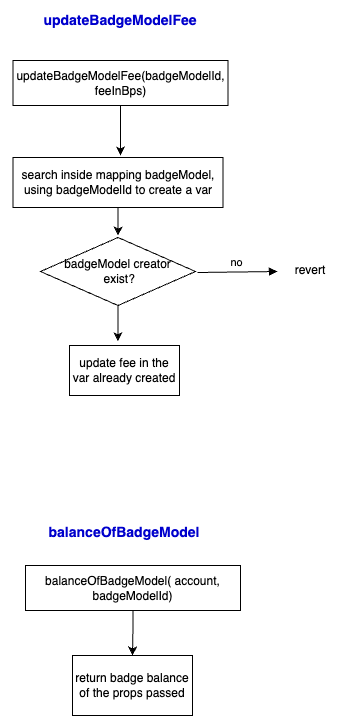 updateBadgeModelFee
updateBadgeModelFee(badgeModelId,
feeInBps)
search inside mapping badgeModel,
using badgeModelId to create a var
badgeModel creator
exist?
no
revert
update fee in the
var already created
balanceOfBadgeModel
balanceOfBadgeModel( account,
badgeModelId)
return badge balance
of the props passed